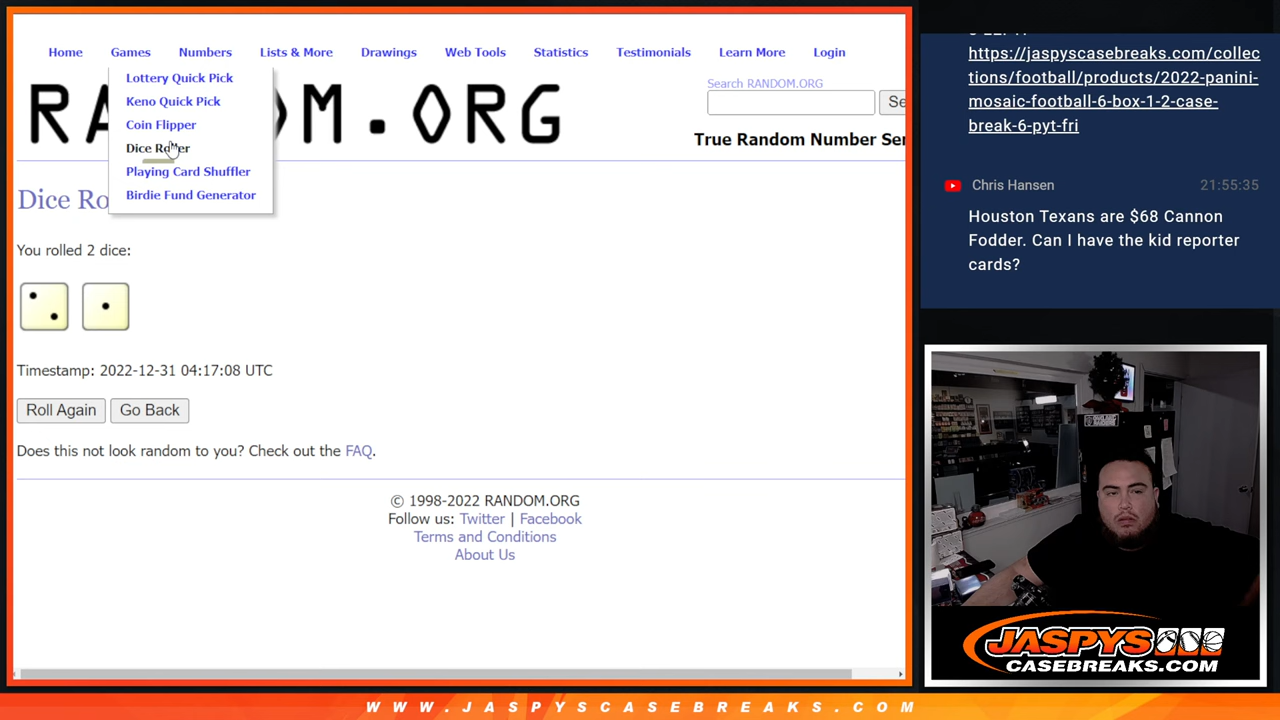 Home Games Numbers Lists & More Drawings Web Tools Statistics Testimonials Learn More Login
Lottery Quick Pick
Keno Quick Pick
Coin Flipper
Dice Roller
Playing Card Shuffler
Birdie Fund Generator
Search RANDOM.ORG
True Random Number Ser
Dice Ro
You rolled 2 dice:
Timestamp: 2022-12-31 04:17:08 UTC
Roll Again Go Back
Does this not look random to you? Check out the FAQ.
© 1998-2022 RANDOM.ORG
Follow us: Twitter | Facebook
Terms and Conditions
About Us
https://jaspyscasebreaks.com/collec
tions/football/products/2022-panini-
mosaic-football-6-box-1-2-case-
break-6-pyt-fri
Chris Hansen 21:55:35
Houston Texans are $68 Cannon
Fodder. Can I have the kid reporter
cards?
JASPYS
CASEBREAKS.COM
WWW.JASPYSCASEBREAKS.COM